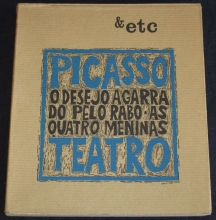 & etc
PICASSO
O DESEJO AGARRA
DO PELO RABO · AS
QUATRO MENINAS
TEATRO